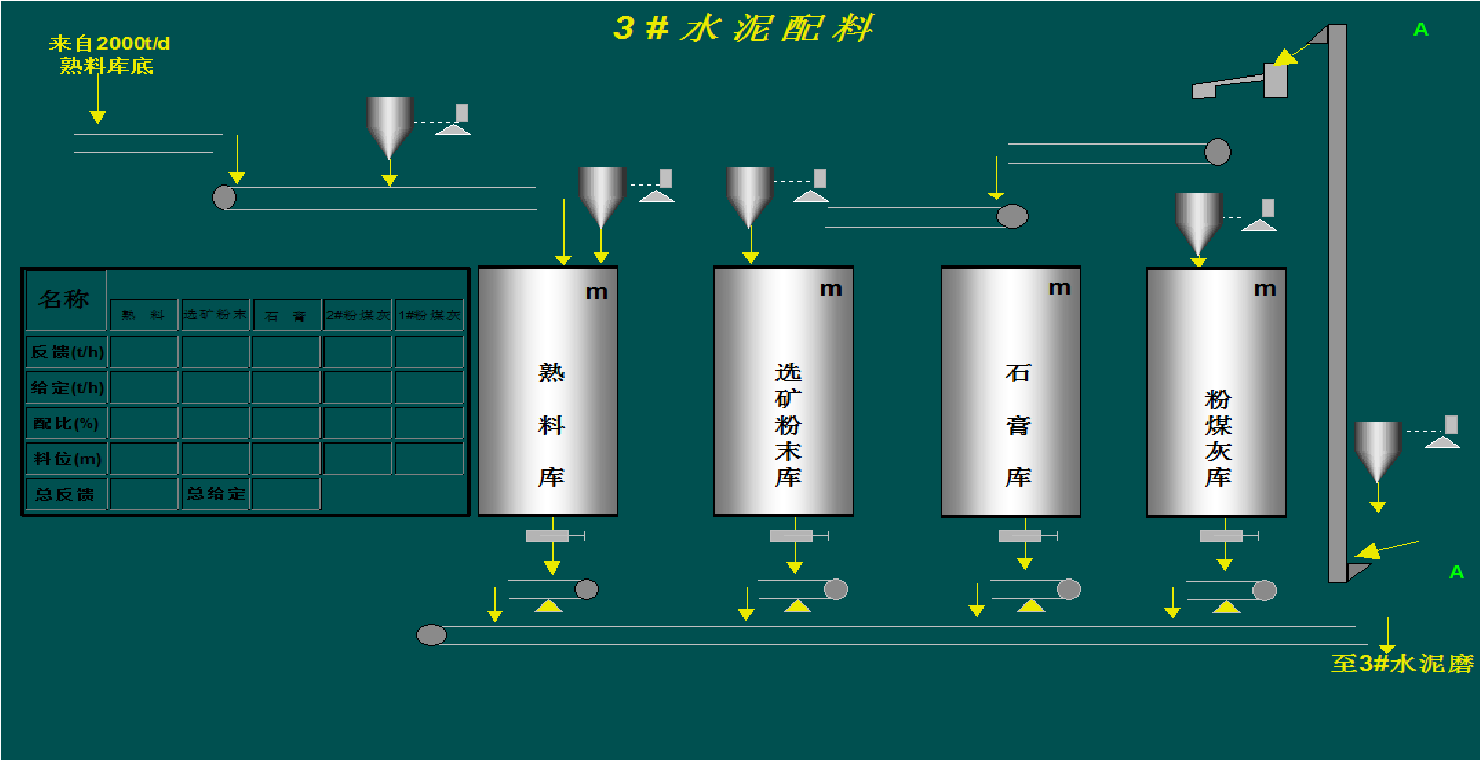 3#水泥配料
A
来自2000t/d
熟料库底
名称
熟 料 选矿粉末 石 膏 2#粉煤灰 1#粉煤灰
反馈(t/h)
给定(t/h)
配比(%)
料位(m)
总反馈 总给定
m
熟
料
库
m
选
矿
粉
末
库
m
石
膏
库
m
粉
煤
灰
库
A
至3#水泥磨